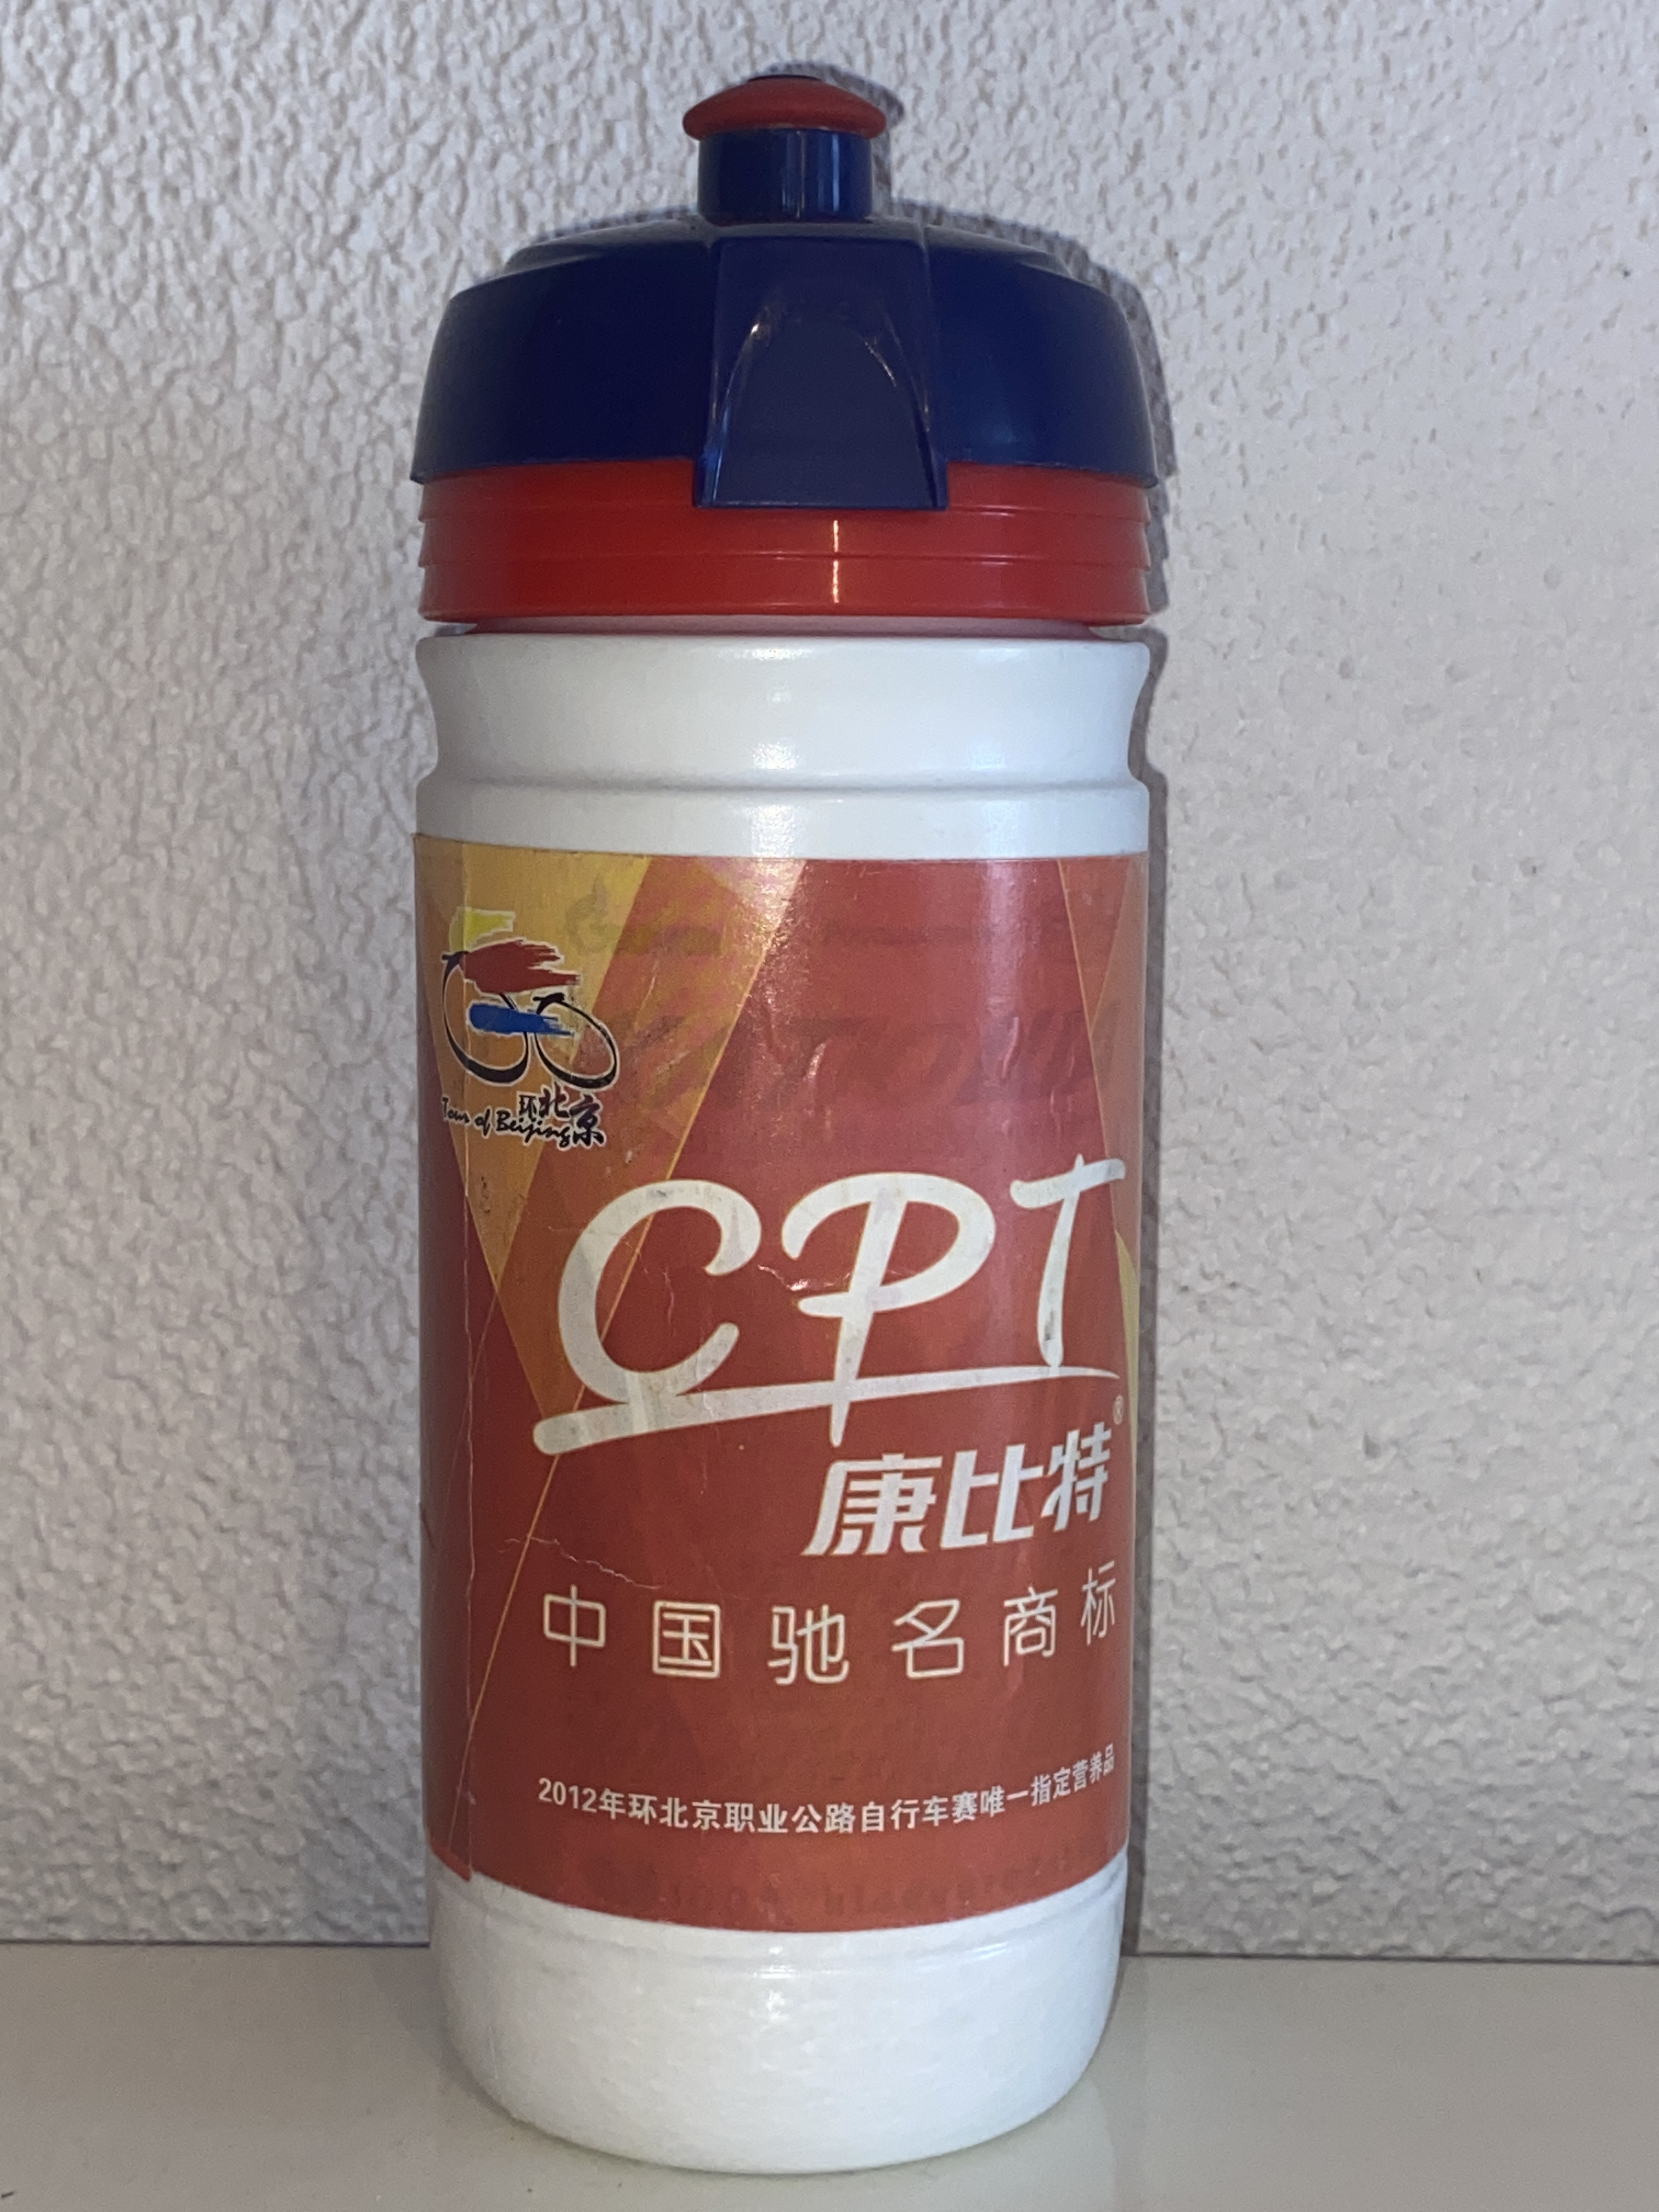 环北京
Tour of Beijing
CPT
®
康比特
中国驰名商标
2012年环北京职业公路自行车赛唯一指定营养品